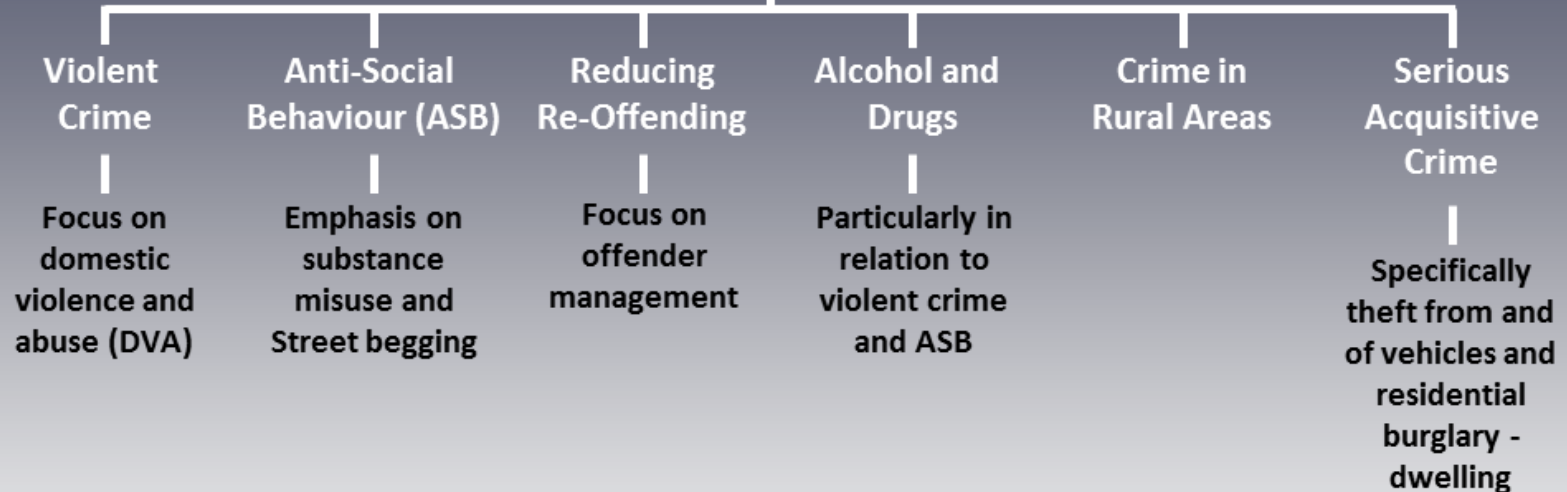 Violent
Crime
Focus on
domestic
violence and
abuse (DVA)
Anti-Social
Behaviour (ASB)
Emphasis on
substance
misuse and
Street begging
Reducing
Re-Offending
Focus on
offender
management
Alcohol and
Drugs
Particularly in
relation to
violent crime
and ASB
Crime in
Rural Areas
Serious
Acquisitive
Crime
Specifically
theft from and
of vehicles and
residential
burglary -
dwelling